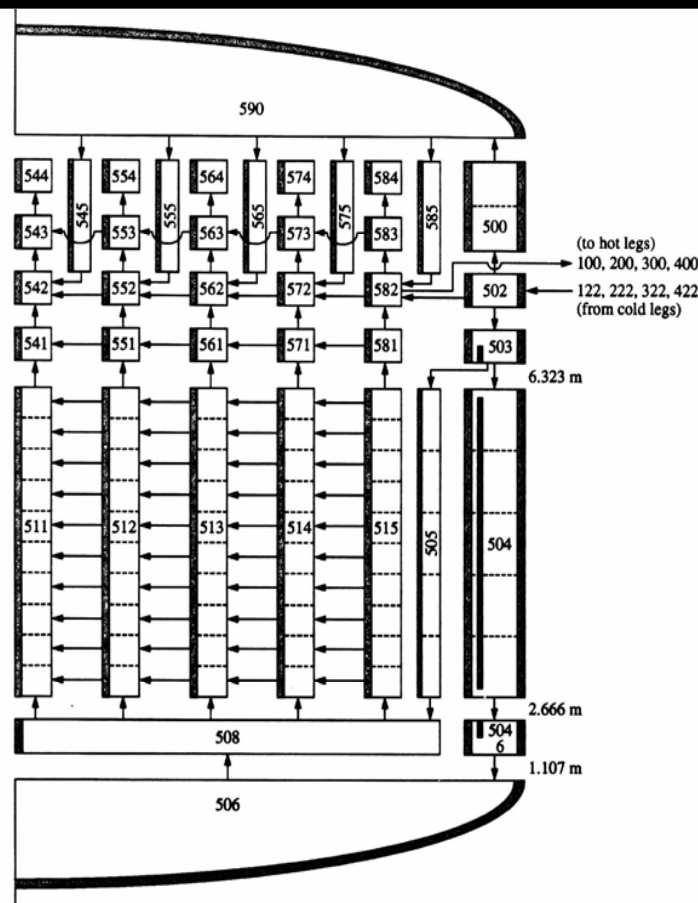 590
544 554 564 574 584
545 555 565 575 585
500
543 553 563 573 583
(to hot legs)
100, 200, 300, 400
542 552 562 572 582 502
122, 222, 322, 422
(from cold legs)
541 551 561 571 581 503
6.323 m
511 512 513 514 515 505 504
2.666 m
508
504
6
1.107 m
506